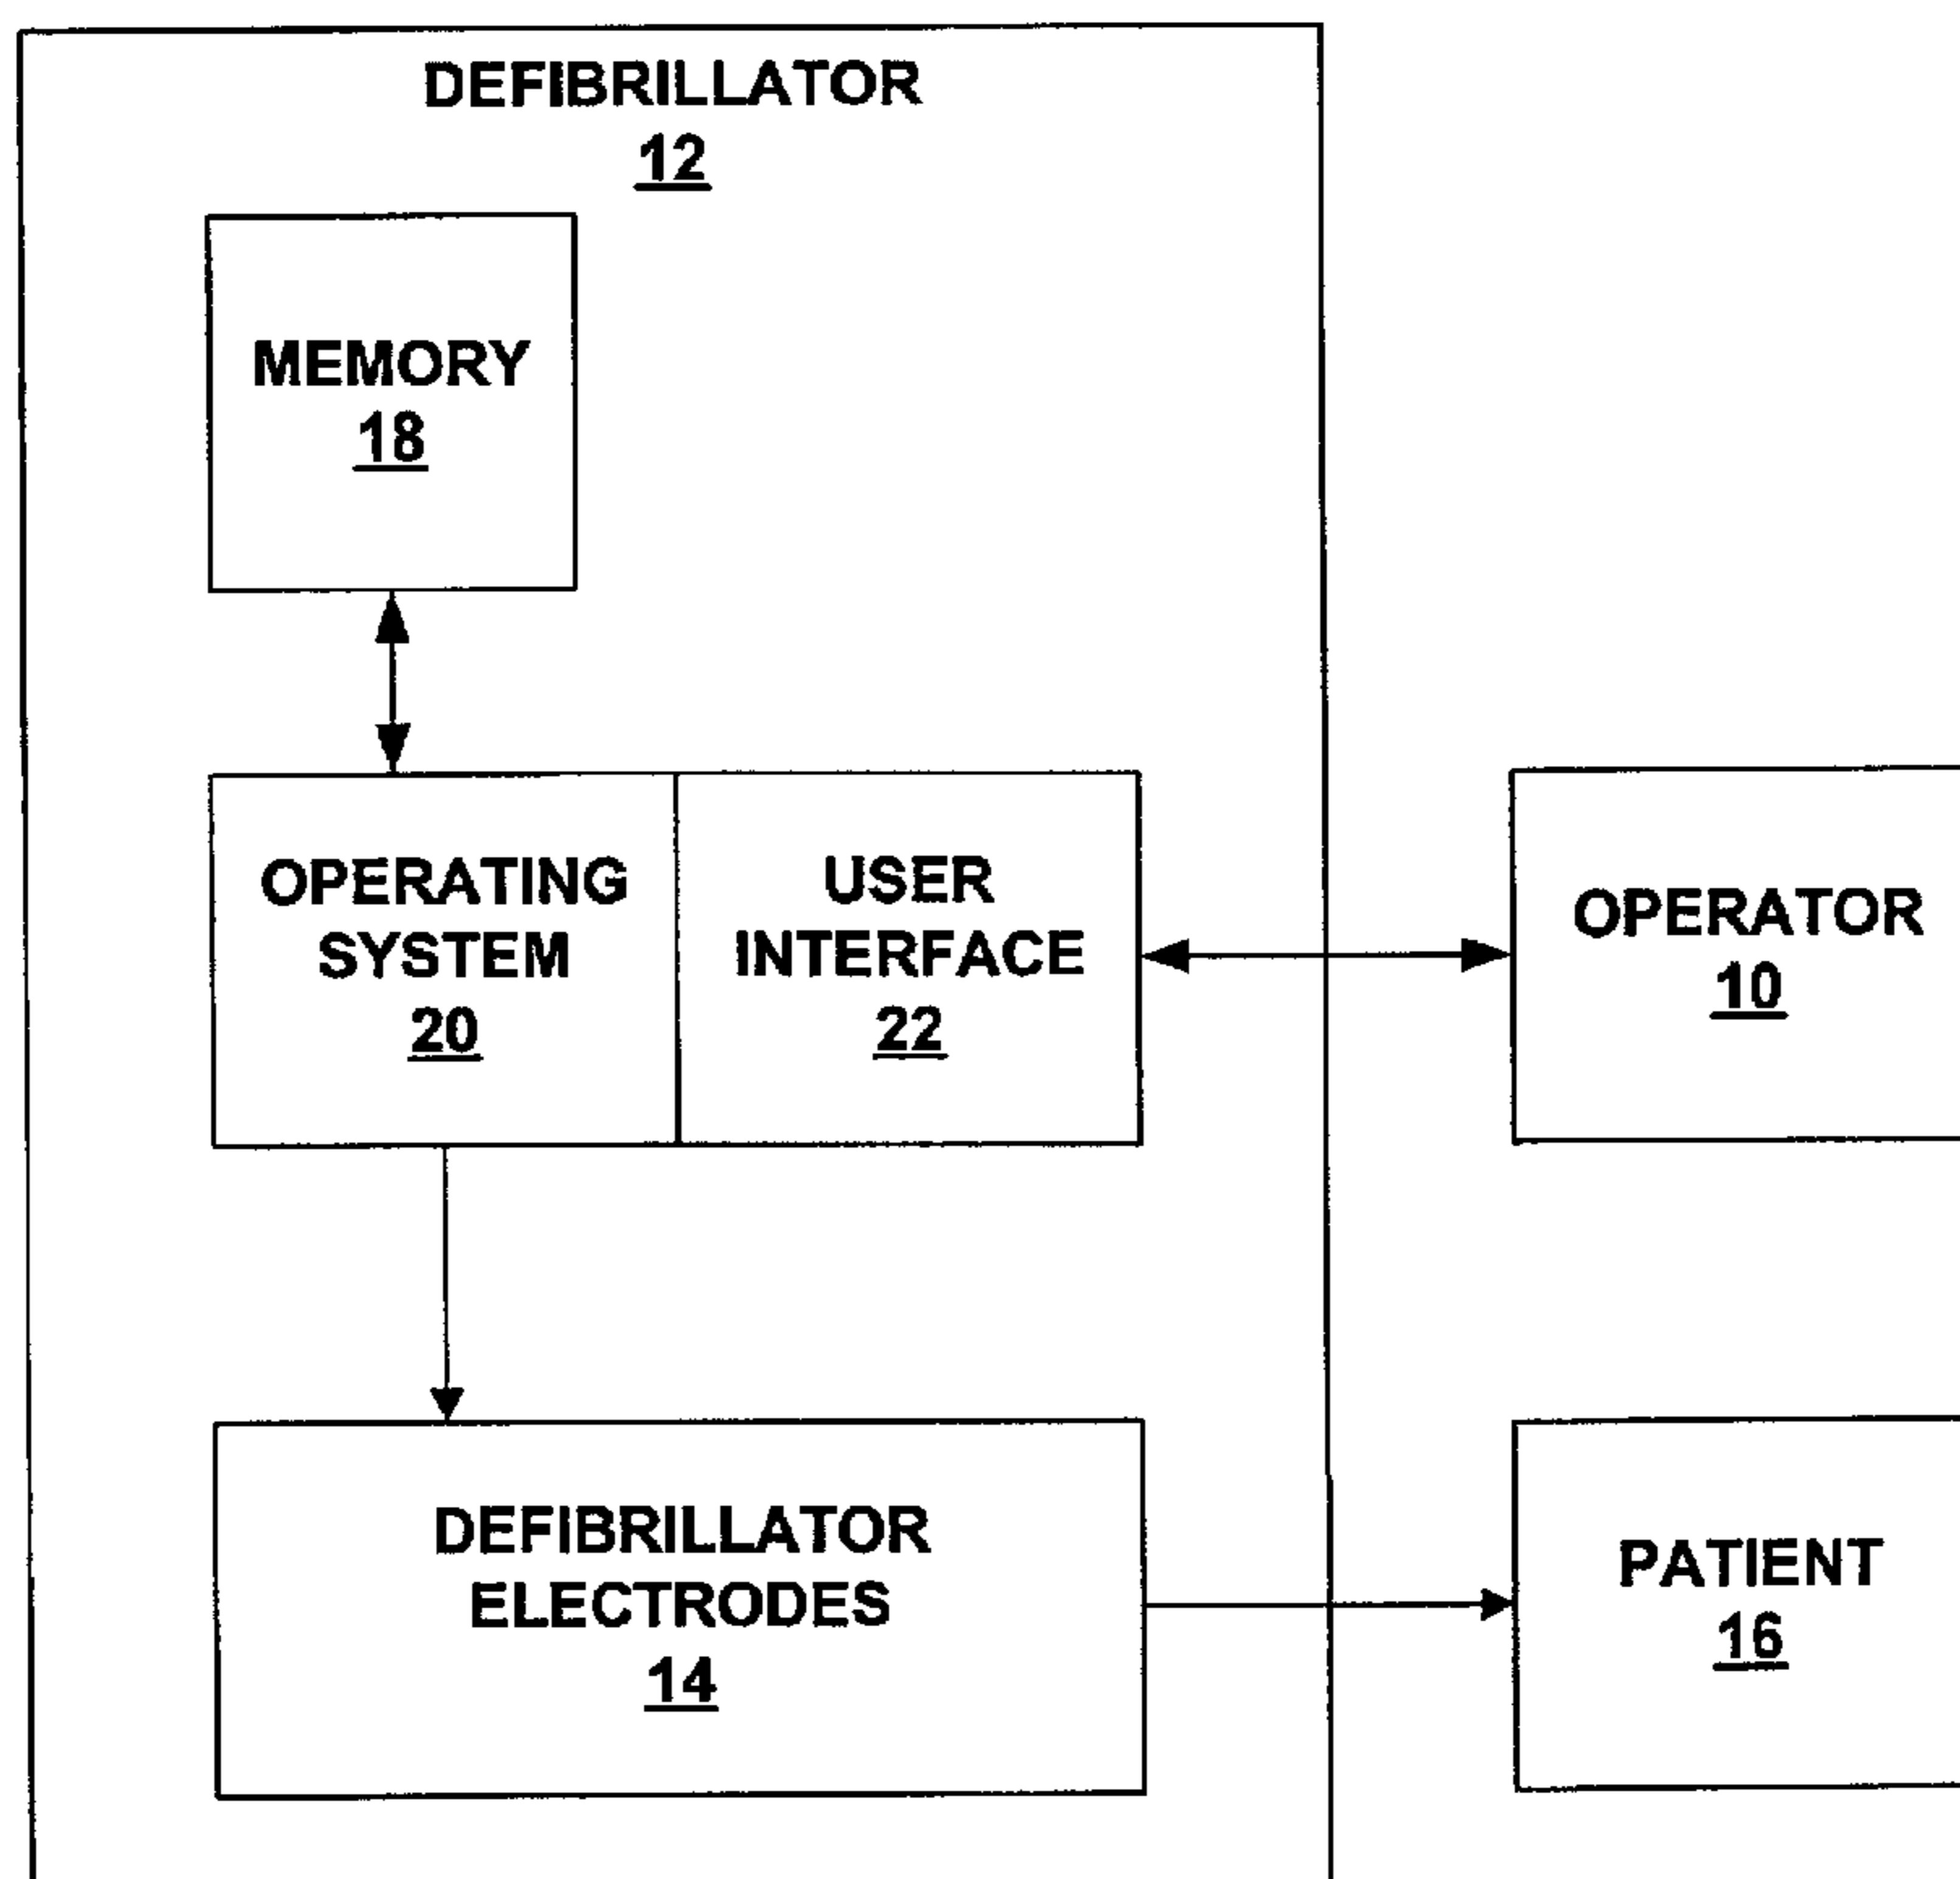 DEFIBRILLATOR
12
MEMORY
18
OPERATING
SYSTEM
20
USER
INTERFACE
22
OPERATOR
10
DEFIBRILLATOR
ELECTRODES
14
PATIENT
16